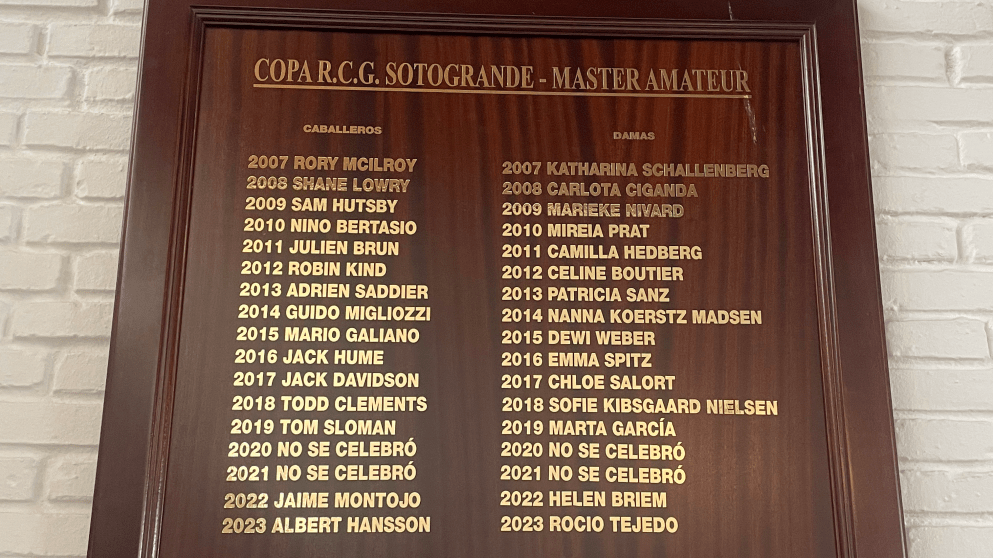 COPA R.C.G. SOTOGRANDE - MASTER AMATEUR
CABALLEROS
2007 RORY MCILROY
2008 SHANE LOWRY
2009 SAM HUTSBY
2010 NINO BERTASIO
2011 JULIEN BRUN
2012 ROBIN KIND
2013 ADRIEN SADDIER
2014 GUIDO MIGLIOZZI
2015 MARIO GALIANO
2016 JACK HUME
2017 JACK DAVIDSON
2018 TODD CLEMENTS
2019 TOM SLOMAN
2020 NO SE CELEBRÓ
2021 NO SE CELEBRÓ
2022 JAIME MONTOJO
2023 ALBERT HANSSON
DAMAS
2007 KATHARINA SCHALLENBERG
2008 CARLOTA CIGANDA
2009 MARIEKE NIVARD
2010 MIREIA PRAT
2011 CAMILLA HEDBERG
2012 CELINE BOUTIER
2013 PATRICIA SANZ
2014 NANNA KOERSTZ MADSEN
2015 DEWI WEBER
2016 EMMA SPITZ
2017 CHLOE SALORT
2018 SOFIE KIBSGAARD NIELSEN
2019 MARTA GARCÍA
2020 NO SE CELEBRÓ
2021 NO SE CELEBRÓ
2022 HELEN BRIEM
2023 ROCIO TEJEDO